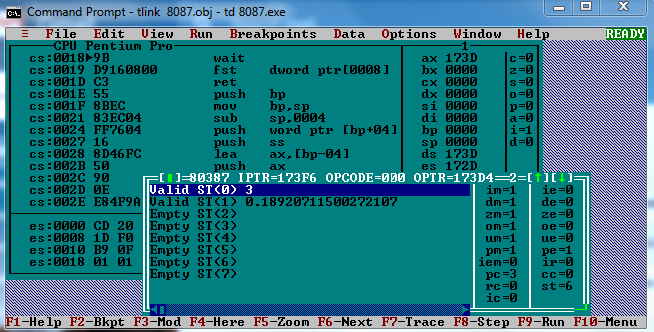 Command Prompt - tlink 8087.obj - td 8087.exe
≡ File Edit View Run Breakpoints Data Options Window Help READY
CPU Pentium Pro 1
cs:0018►9B wait ax 173D c=0
cs:0019 D9160800 fst dword ptr[0008] bx 0000 z=0
cs:001D C3 ret cx 0000 s=0
cs:001E 55 push bp dx 0000 o=0
cs:001F 8BEC mov bp,sp si 0000 p=0
cs:0021 83EC04 sub sp,0004 di 0000 a=0
cs:0024 FF7604 push word ptr [bp+04] bp 0000 i=1
cs:0027 16 push ss sp 0000 d=0
cs:0028 8D46FC lea ax,[bp-04] ds 173D
cs:002B 50 push ax es 172D
cs:002C 90
cs:002D 0E
cs:002E E84F9A
es:0000 CD 20
es:0008 1D F0
es:0010 B9 0F
es:0018 01 01
80387 IPTR=173F6 OPCODE=000 OPTR=173D4 2
Valid ST(0) 3 im=1 ie=0
Valid ST(1) 0.18920711500272107 dm=1 de=0
Empty ST(2) zm=1 ze=0
Empty ST(3) om=1 oe=0
Empty ST(4) um=1 ue=0
Empty ST(5) pm=1 pe=1
Empty ST(6) iem=0 ir=0
Empty ST(7) pc=3 cc=0
rc=0 st=6
ic=0
F1-Help F2-Bkpt F3-Mod F4-Here F5-Zoom F6-Next F7-Trace F8-Step F9-Run F10-Menu